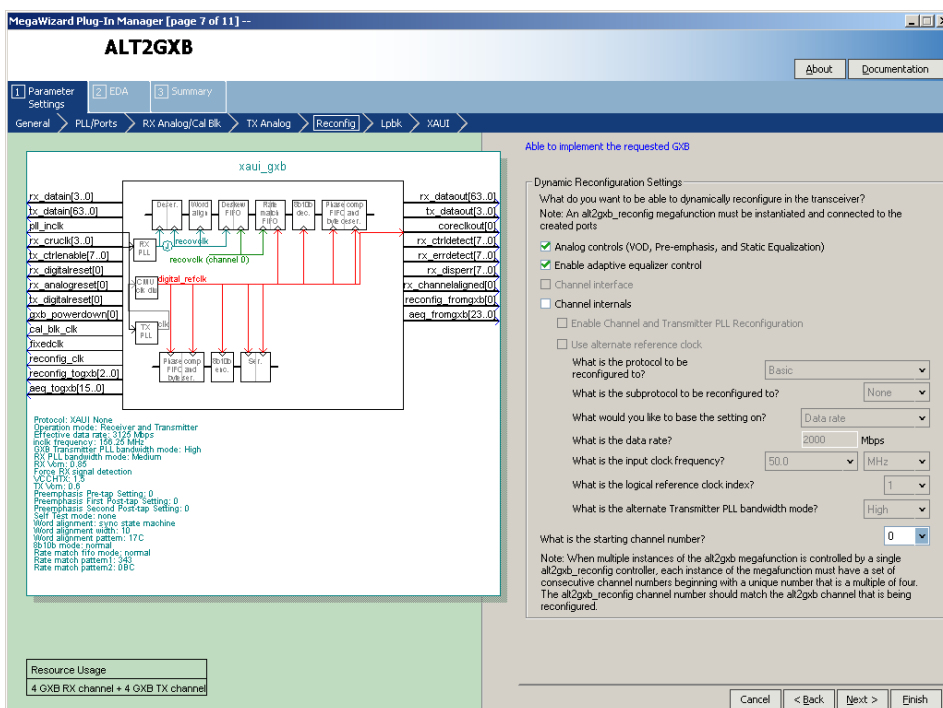 MegaWizard Plug-In Manager [page 7 of 11] --
ALT2GXB
About
Documentation
1 Parameter Settings
2 EDA
3 Summary
General
PLL/Ports
RX Analog/Cal Blk
TX Analog
Reconfig
Lpbk
XAUI
xaui_gxb
rx_datain[3..0]
tx_datain[63..0]
pll_inclk
rx_cruclk[3..0]
tx_ctrlenable[7..0]
rx_digitalreset[0]
rx_analogreset[0]
tx_digitalreset[0]
gxb_powerdown[0]
cal_blk_clk
fixedclk
reconfig_clk
reconfig_togxb[2..0]
aeq_togxb[15..0]
Deser.
Word align
Deskew FIFO
Rate match FIFO
8b10b dec.
Phase comp FIFO and byte deser.
RX PLL
2
recovclk
recovclk (channel 0)
CMU clk div
digital_refclk
TX PLL
clk
Phase comp FIFO and byte ser.
8b10b enc.
Ser.
rx_dataout[63..0]
tx_dataout[3..0]
coreclkout[0]
rx_ctrldetect[7..0]
rx_errdetect[7..0]
rx_disperr[7..0]
rx_channelaligned[0]
reconfig_fromgxb[0]
aeq_fromgxb[23..0]
Protocol: XAUI None
Operation mode: Receiver and Transmitter
Effective data rate: 3125 Mbps
inclk frequency: 156.25 MHz
GXB Transmitter PLL bandwidth mode: High
RX PLL bandwidth mode: Medium
RX Vcm: 0.85
Force RX signal detection
VCCHTX: 1.5
TX Vcm: 0.6
Preemphasis Pre-tap Setting: 0
Preemphasis First Post-tap Setting: 0
Preemphasis Second Post-tap Setting: 0
Self Test mode: none
Word alignment: sync state machine
Word alignment width: 10
Word alignment pattern: 17C
8b10b mode: normal
Rate match fifo mode: normal
Rate match pattern1: 343
Rate match pattern2: 0BC
Resource Usage
4 GXB RX channel + 4 GXB TX channel
Able to implement the requested GXB
Dynamic Reconfiguration Settings
What do you want to be able to dynamically reconfigure in the transceiver?
Note: An alt2gxb_reconfig megafunction must be instantiated and connected to the
created ports
Analog controls (VOD, Pre-emphasis, and Static Equalization)
Enable adaptive equalizer control
Channel interface
Channel internals
Enable Channel and Transmitter PLL Reconfiguration
Use alternate reference clock
What is the protocol to be
reconfigured to?
Basic
What is the subprotocol to be reconfigured to?
None
What would you like to base the setting on?
Data rate
What is the data rate?
2000
Mbps
What is the input clock frequency?
50.0
MHz
What is the logical reference clock index?
1
What is the alternate Transmitter PLL bandwidth mode?
High
What is the starting channel number?
0
Note: When multiple instances of the alt2gxb megafunction is controlled by a single
alt2gxb_reconfig controller, each instance of the megafunction must have a set of
consecutive channel numbers beginning with a unique number that is a multiple of four.
The alt2gxb_reconfig channel number should match the alt2gxb channel that is being
reconfigured.
Cancel
< Back
Next >
Finish